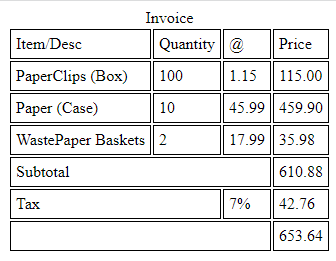 Invoice
Item/Desc Quantity @ Price
PaperClips (Box) 100 1.15 115.00
Paper (Case) 10 45.99 459.90
WastePaper Baskets 2 17.99 35.98
Subtotal 610.88
Tax 7% 42.76
653.64